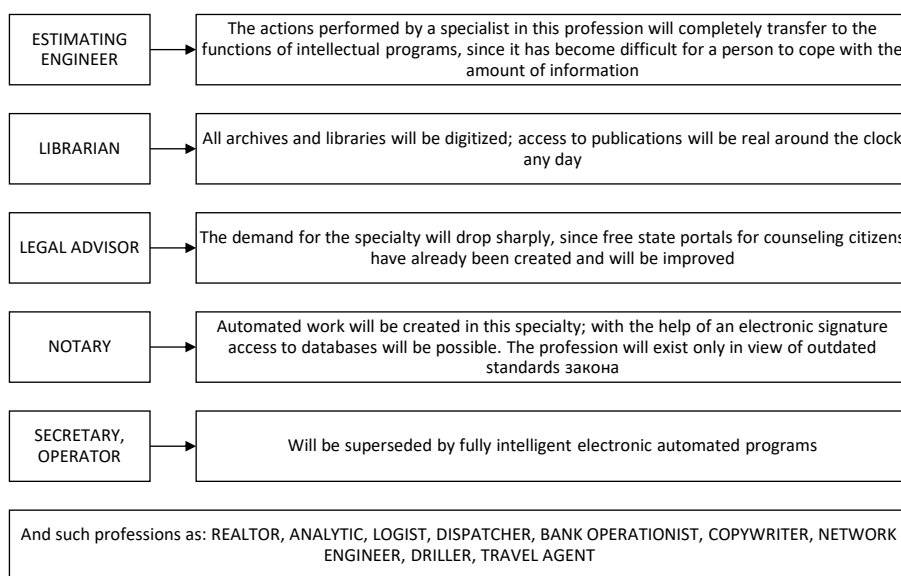 ESTIMATING
ENGINEER
The actions performed by a specialist in this profession will completely transfer to the
functions of intellectual programs, since it has become difficult for a person to cope with the
amount of information
LIBRARIAN
All archives and libraries will be digitized; access to publications will be real around the clock
any day
LEGAL ADVISOR
The demand for the specialty will drop sharply, since free state portals for counseling citizens
have already been created and will be improved
NOTARY
Automated work will be created in this specialty; with the help of an electronic signature
access to databases will be possible. The profession will exist only in view of outdated
standards закона
SECRETARY,
OPERATOR
Will be superseded by fully intelligent electronic automated programs
And such professions as: REALTOR, ANALYTIC, LOGIST, DISPATCHER, BANK OPERATIONIST, COPYWRITER, NETWORK
ENGINEER, DRILLER, TRAVEL AGENT